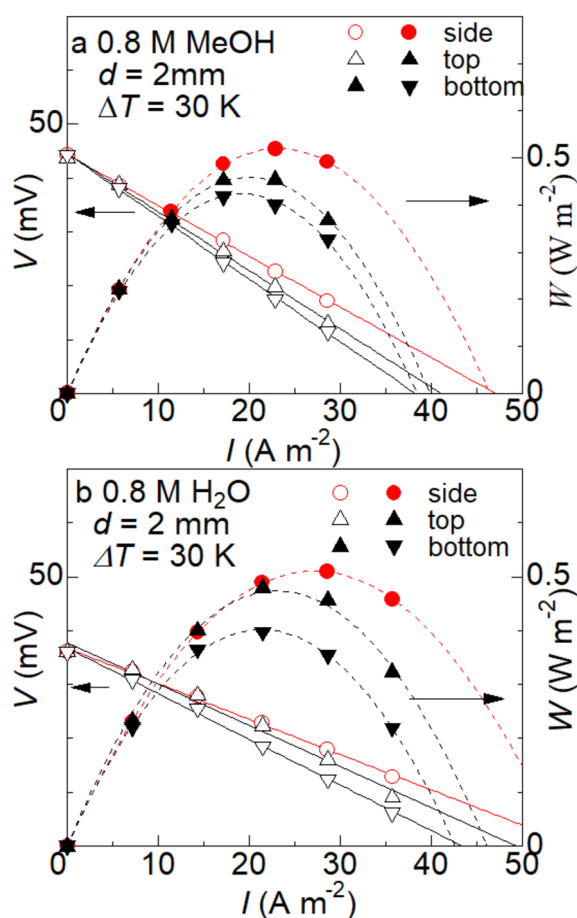 a 0.8 M MeOH
d = 2mm
ΔT = 30 K
side
top
bottom
50
0
V (mV)
0.5
0
W (W m⁻²)
0 10 20 30 40 50
I (A m⁻²)
b 0.8 M H₂O
d = 2 mm
ΔT = 30 K
side
top
bottom
50
0
V (mV)
0.5
0
W (W m⁻²)
0 10 20 30 40 50
I (A m⁻²)